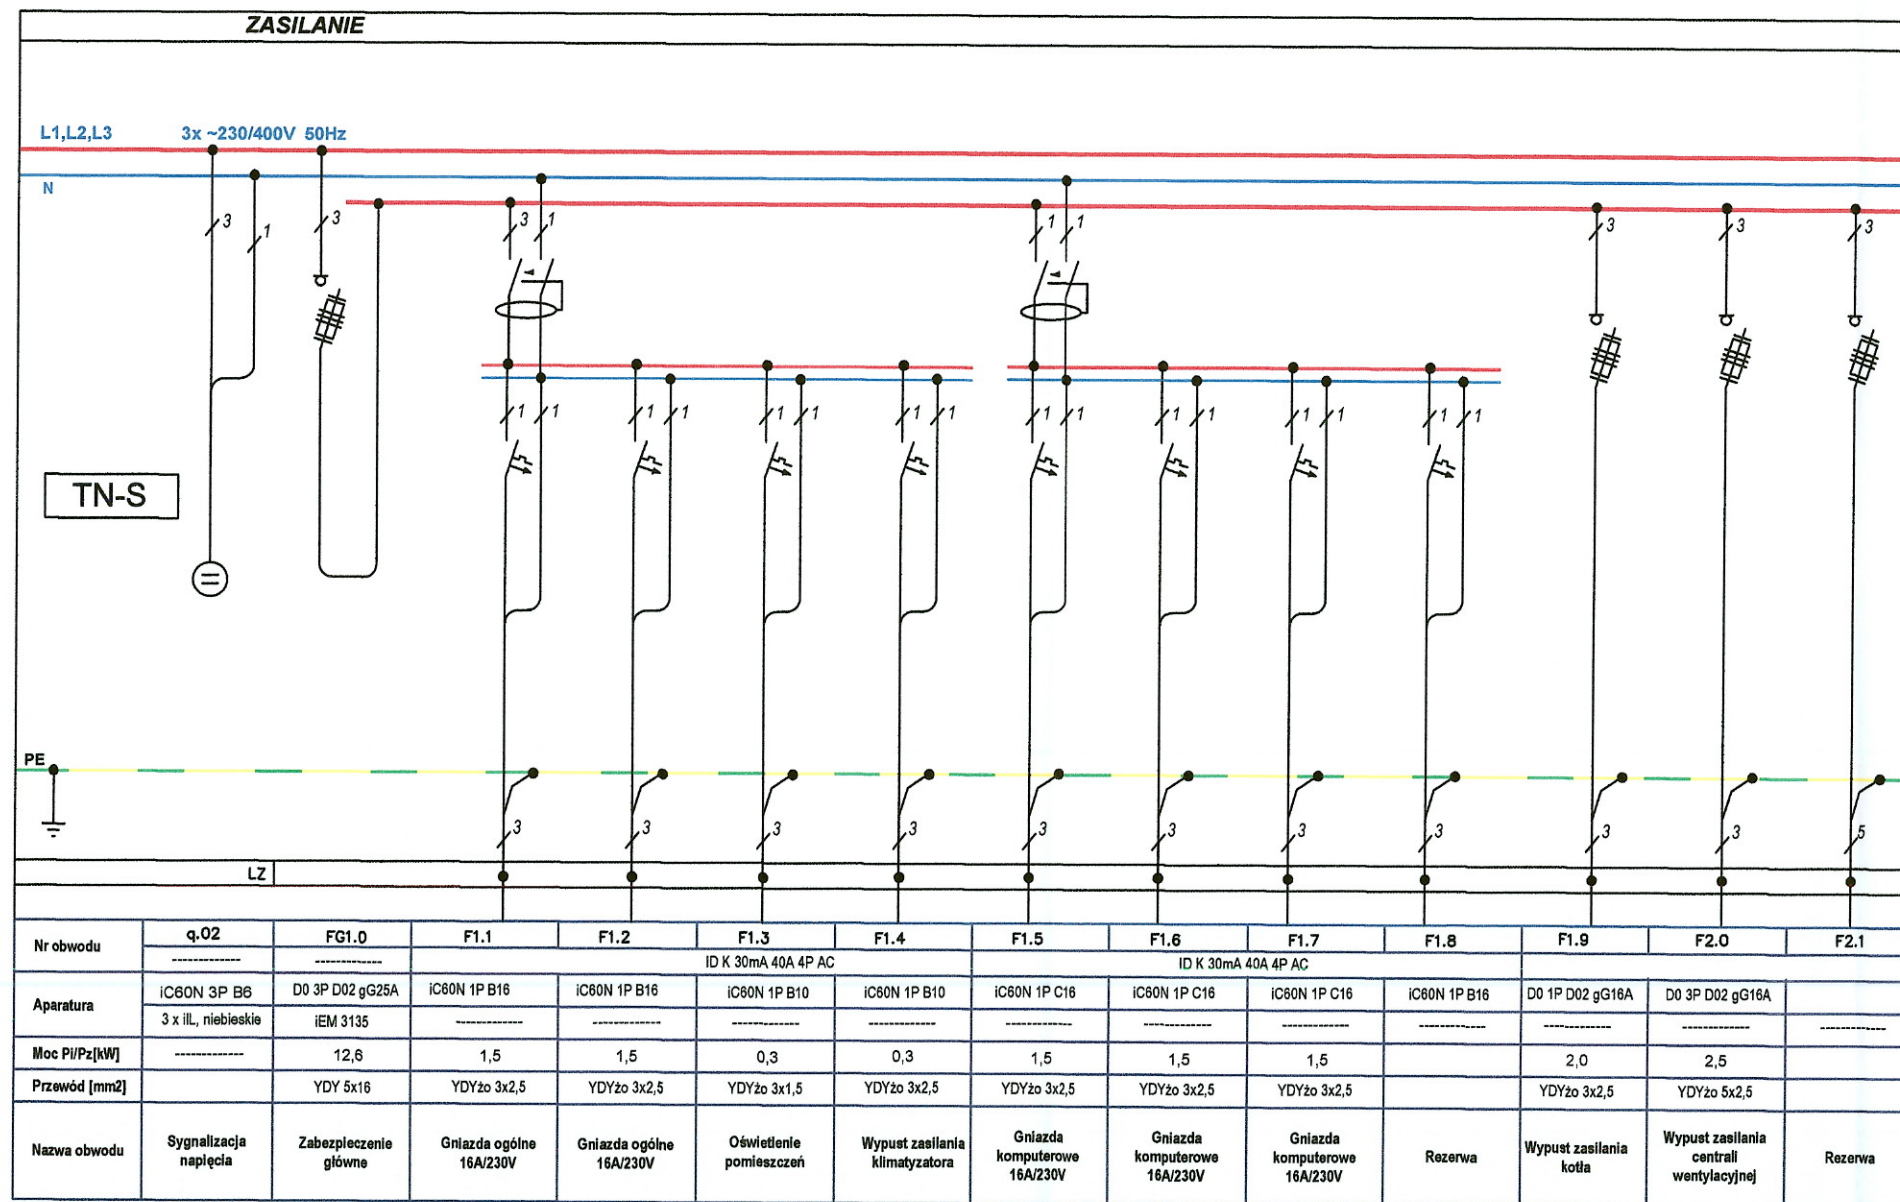 ZASILANIE
L1,L2,L3 3x ~230/400V 50Hz
N
3 1 3 3 1 1 1 3 3 3
1 1 1 1 1 1 1 1 1 1 1 1 1 1 1 1
TN-S
PE
3 3 3 3 3 3 3 3 3 3 5
LZ
Nr obwodu q.02 FG1.0 F1.1 F1.2 F1.3 F1.4 F1.5 F1.6 F1.7 F1.8 F1.9 F2.0 F2.1
------------- ------------- ID K 30mA 40A 4P AC ID K 30mA 40A 4P AC
Aparatura iC60N 3P B6 D0 3P D02 gG25A iC60N 1P B16 iC60N 1P B16 iC60N 1P B10 iC60N 1P B10 iC60N 1P C16 iC60N 1P C16 iC60N 1P C16 iC60N 1P B16 D0 1P D02 gG16A D0 3P D02 gG16A
3 x iIL, niebieskie iEM 3135 ------------- ------------- ------------- ------------- ------------- ------------- ------------- ------------- ------------- ------------- -------------
Moc Pi/Pz[kW] ------------- 12,6 1,5 1,5 0,3 0,3 1,5 1,5 1,5 2,0 2,5
Przewód [mm2] YDY 5x16 YDYżo 3x2,5 YDYżo 3x2,5 YDYżo 3x1,5 YDYżo 3x2,5 YDYżo 3x2,5 YDYżo 3x2,5 YDYżo 3x2,5 YDYżo 3x2,5 YDYżo 5x2,5
Nazwa obwodu
Sygnalizacja
napięcia
Zabezpieczenie
główne
Gniazda ogólne
16A/230V
Gniazda ogólne
16A/230V
Oświetlenie
pomieszczeń
Wypust zasilania
klimatyzatora
Gniazda
komputerowe
16A/230V
Gniazda
komputerowe
16A/230V
Gniazda
komputerowe
16A/230V
Rezerwa
Wypust zasilania
kotła
Wypust zasilania
centrali
wentylacyjnej
Rezerwa